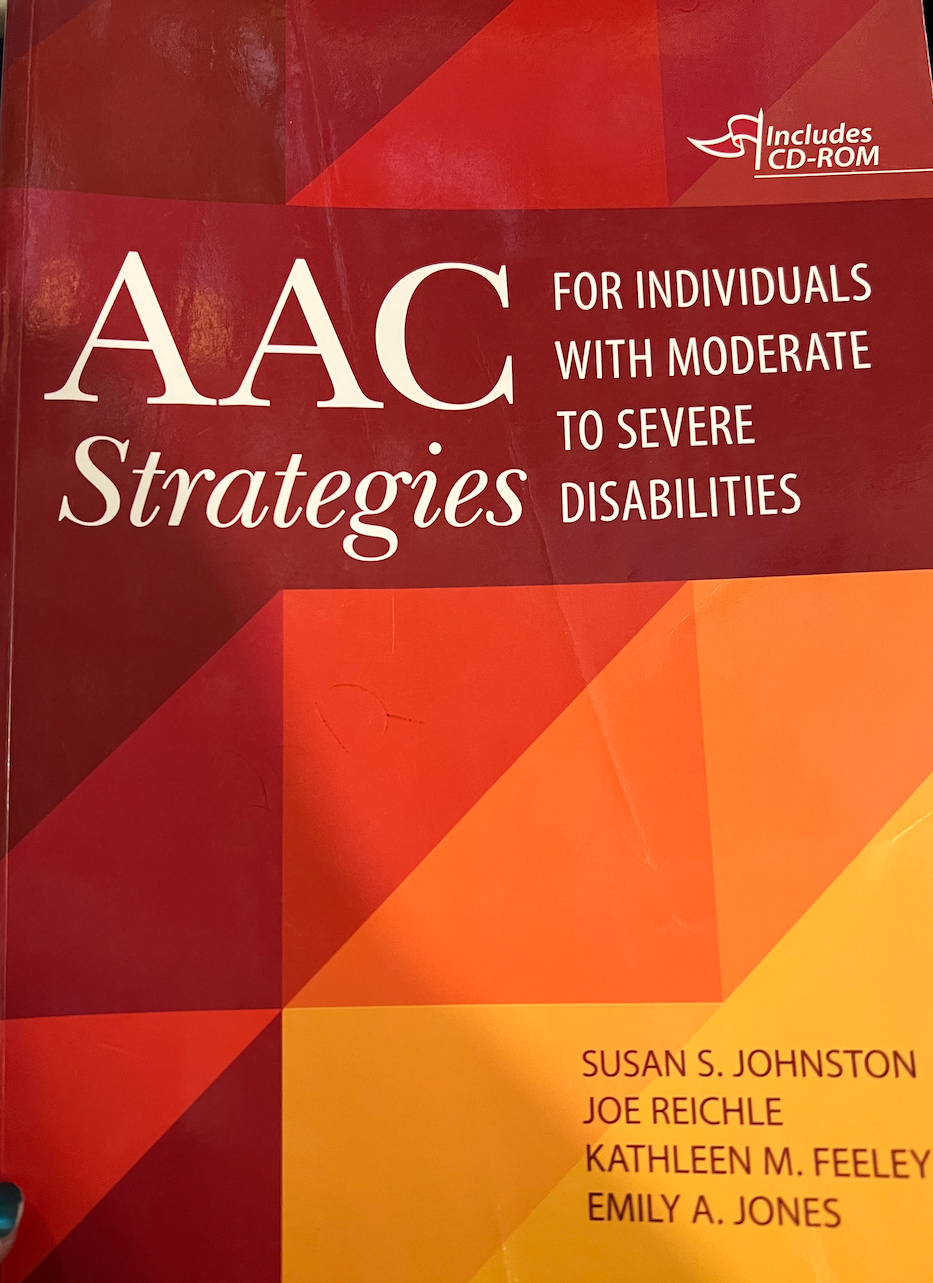 Includes
CD-ROM
AAC
Strategies
FOR INDIVIDUALS
WITH MODERATE
TO SEVERE
DISABILITIES
SUSAN S. JOHNSTON
JOE REICHLE
KATHLEEN M. FEELEY
EMILY A. JONES